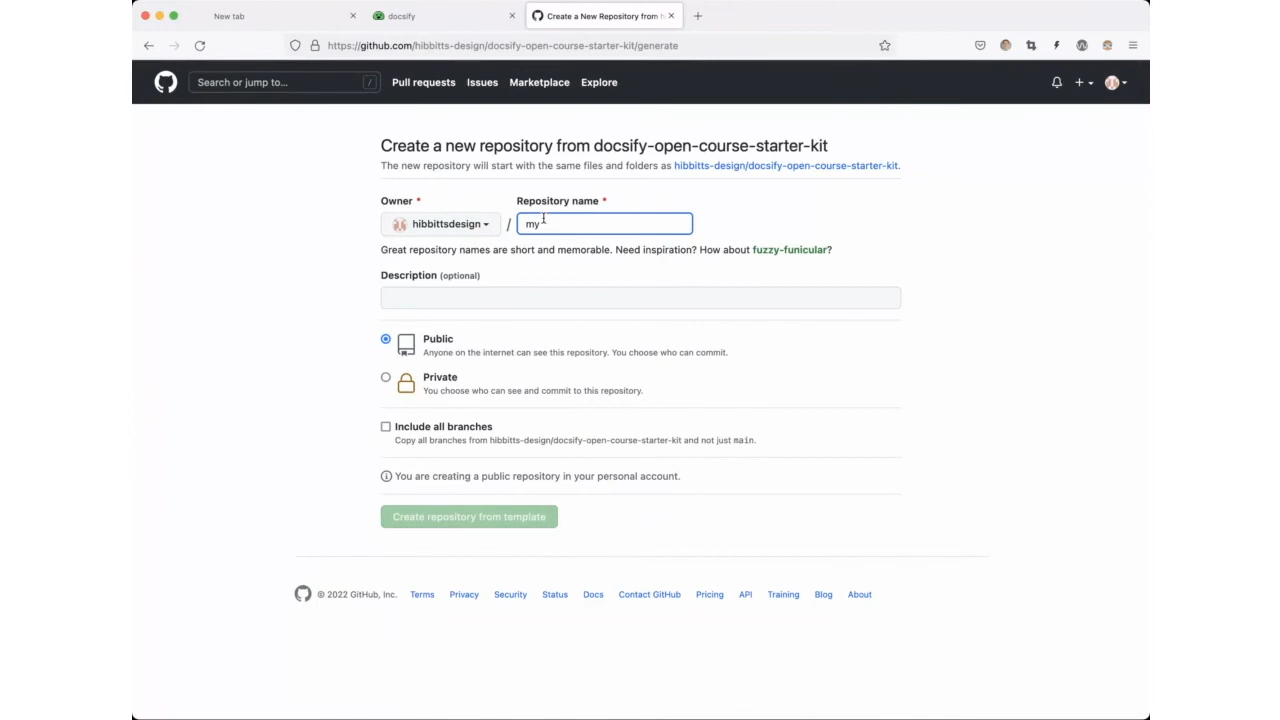 New tab
docsify
Create a New Repository from h
https://github.com/hibbitts-design/docsify-open-course-starter-kit/generate
Search or jump to...
/
Pull requests
Issues
Marketplace
Explore
Create a new repository from docsify-open-course-starter-kit
The new repository will start with the same files and folders as hibbitts-design/docsify-open-course-starter-kit.
Owner *
Repository name *
hibbittsdesign
/
my
Great repository names are short and memorable. Need inspiration? How about fuzzy-funicular?
Description (optional)
Public
Anyone on the internet can see this repository. You choose who can commit.
Private
You choose who can see and commit to this repository.
Include all branches
Copy all branches from hibbitts-design/docsify-open-course-starter-kit and not just main.
You are creating a public repository in your personal account.
Create repository from template
© 2022 GitHub, Inc.
Terms
Privacy
Security
Status
Docs
Contact GitHub
Pricing
API
Training
Blog
About